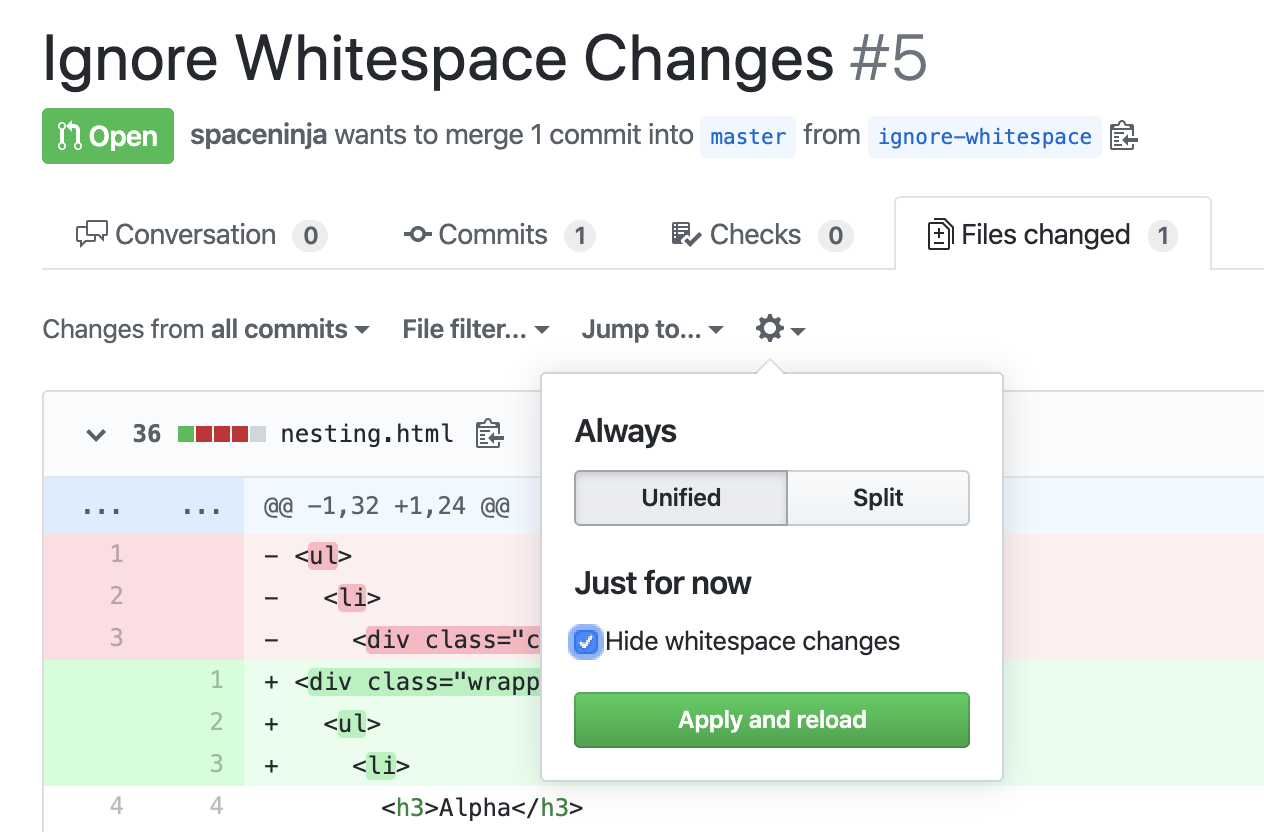 Ignore Whitespace Changes #5
Open spaceninja wants to merge 1 commit into master from ignore-whitespace
Conversation 0 Commits 1 Checks 0 Files changed 1
Changes from all commits File filter... Jump to...
36 nesting.html
... ... @@ -1,32 +1,24 @@
1 - <ul>
2 - <li>
3 - <div class="c
1 + <div class="wrapp
2 + <ul>
3 + <li>
4 4 <h3>Alpha</h3>
Always
Unified Split
Just for now
Hide whitespace changes
Apply and reload